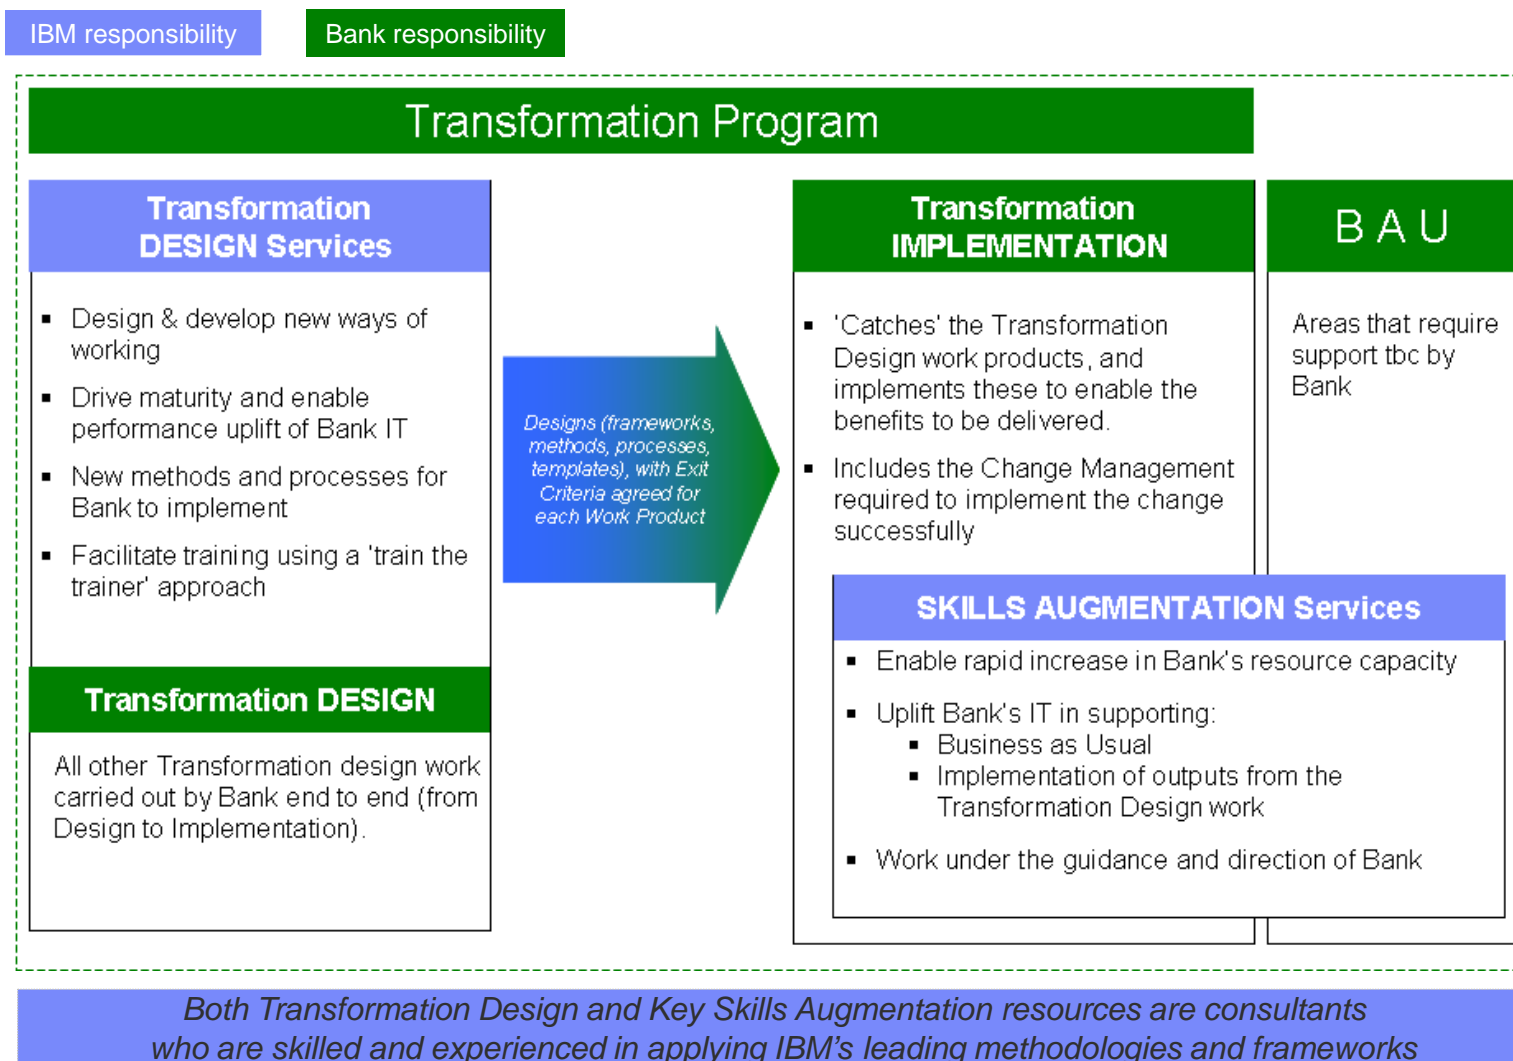 IBM responsibility
Bank responsibility
Transformation Program
Transformation
DESIGN Services
▪ Design & develop new ways of
working
▪ Drive maturity and enable
performance uplift of Bank IT
▪ New methods and processes for
Bank to implement
▪ Facilitate training using a 'train the
trainer' approach
Transformation DESIGN
All other Transformation design work
carried out by Bank end to end (from
Design to Implementation).
Designs (frameworks,
methods, processes,
templates), with Exit
Criteria agreed for
each Work Product
Transformation
IMPLEMENTATION
▪ 'Catches' the Transformation
Design work products, and
implements these to enable the
benefits to be delivered.
▪ Includes the Change Management
required to implement the change
successfully
B A U
Areas that require
support tbc by
Bank
SKILLS AUGMENTATION Services
▪ Enable rapid increase in Bank's resource capacity
▪ Uplift Bank's IT in supporting:
▪ Business as Usual
▪ Implementation of outputs from the
Transformation Design work
▪ Work under the guidance and direction of Bank
Both Transformation Design and Key Skills Augmentation resources are consultants
who are skilled and experienced in applying IBM's leading methodologies and frameworks